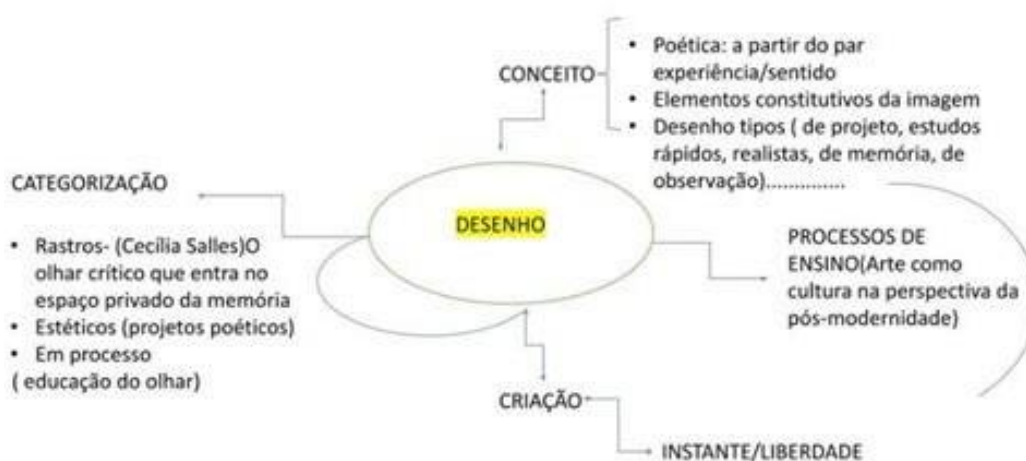 CONCEITO
• Poética: a partir do par
experiência/sentido
• Elementos constitutivos da imagem
• Desenho tipos ( de projeto, estudos
rápidos, realistas, de memória, de
observação)...............
CATEGORIZAÇÃO
• Rastros- (Cecília Salles)O
olhar crítico que entra no
espaço privado da memória
• Estéticos (projetos poéticos)
• Em processo
( educação do olhar)
DESENHO
PROCESSOS DE
ENSINO(Arte como
cultura na perspectiva da
pós-modernidade)
CRIAÇÃO
INSTANTE/LIBERDADE